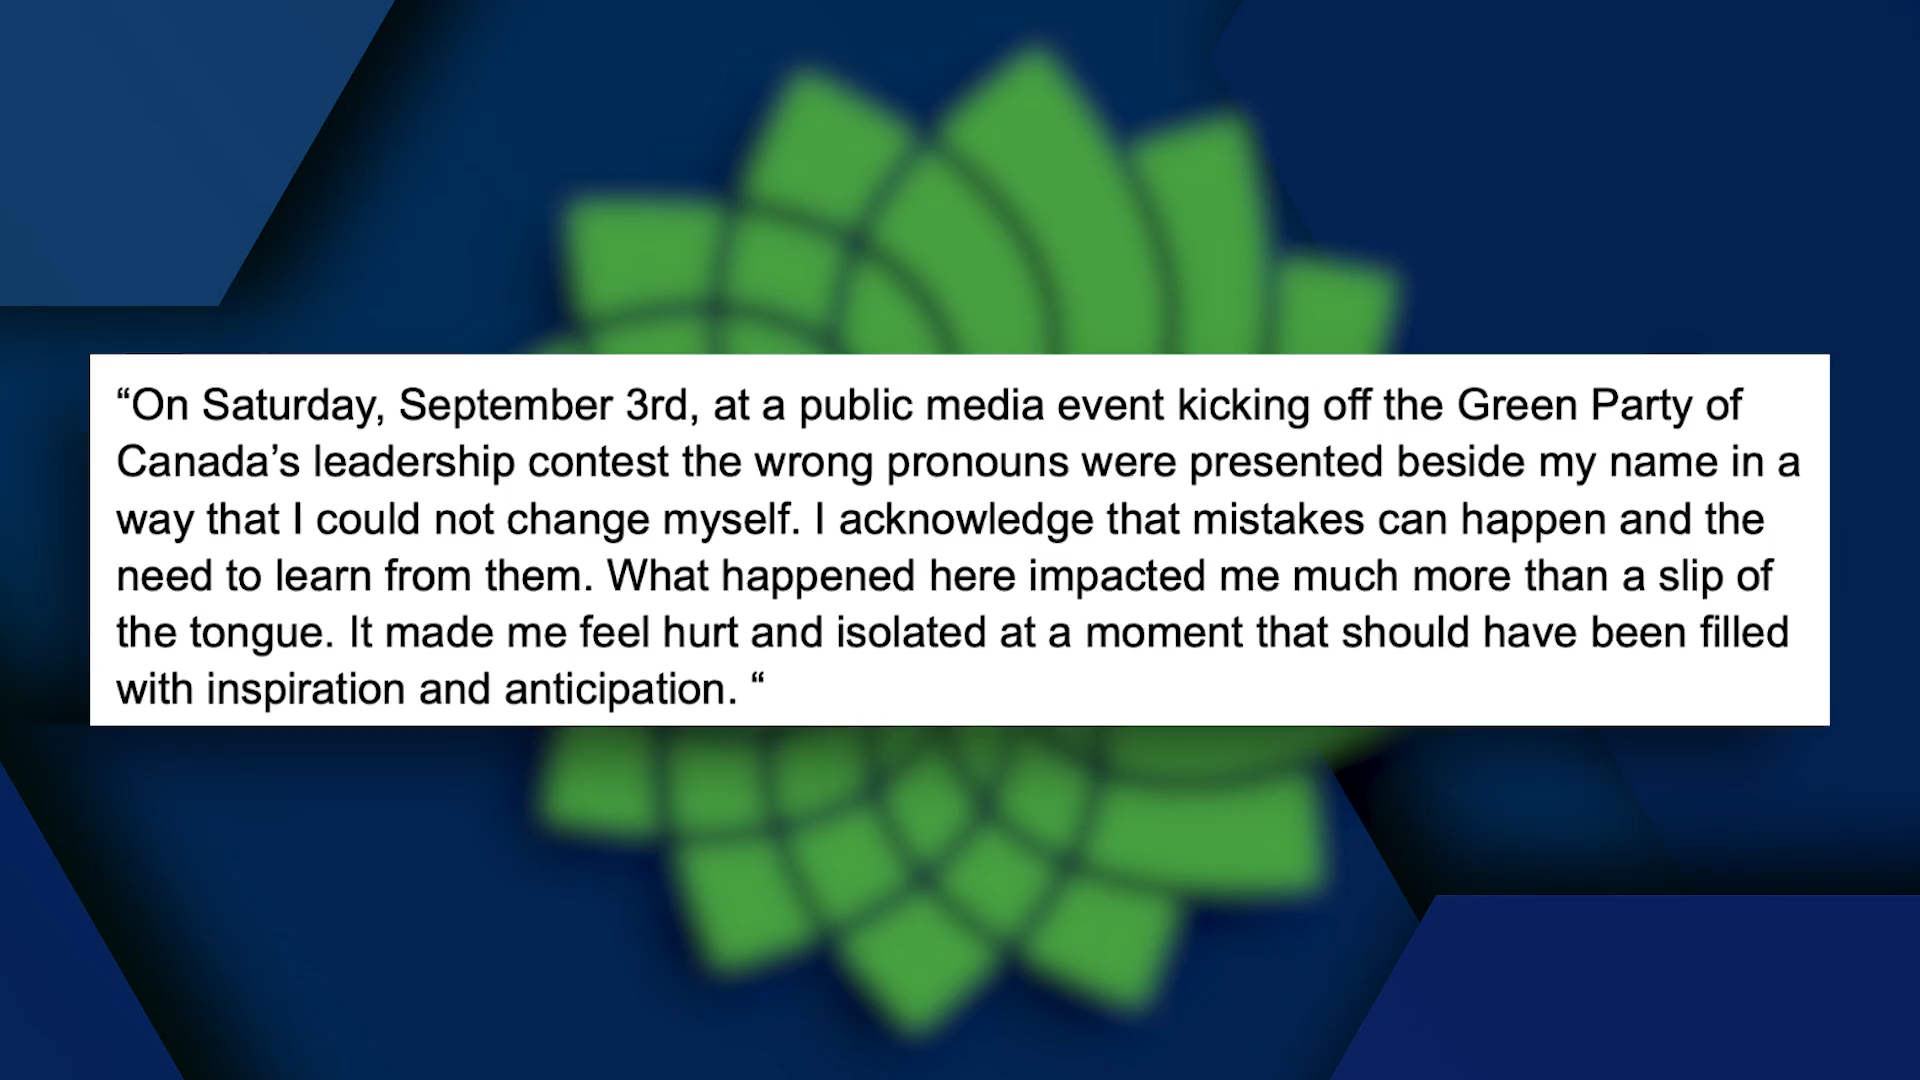 “On Saturday, September 3rd, at a public media event kicking off the Green Party of
Canada’s leadership contest the wrong pronouns were presented beside my name in a
way that I could not change myself. I acknowledge that mistakes can happen and the
need to learn from them. What happened here impacted me much more than a slip of
the tongue. It made me feel hurt and isolated at a moment that should have been filled
with inspiration and anticipation. “